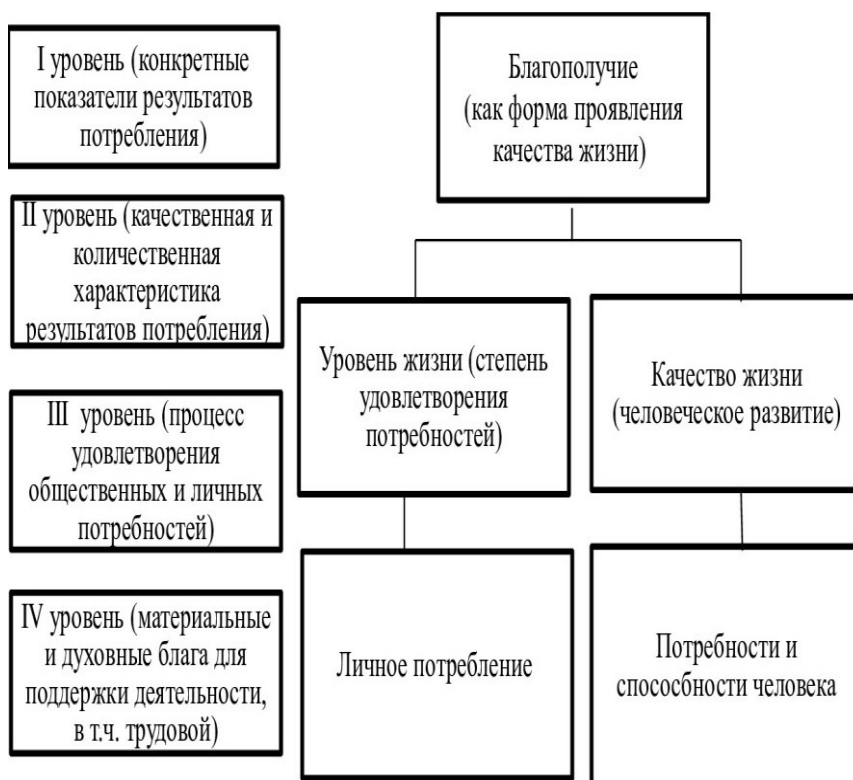 I уровень (конкретные
показатели результатов
потребления)
Благополучие
(как форма проявления
качества жизни)
II уровень (качественная и
количественная
характеристика
результатов потребления)
Уровень жизни (степень
удовлетворения
потребностей)
Качество жизни
(человеческое развитие)
III уровень (процесс
удовлетворения
общественных и личных
потребностей)
IV уровень (материальные
и духовные блага для
поддержки деятельности,
в т.ч. трудовой)
Личное потребление
Потребности и
спососбности человека